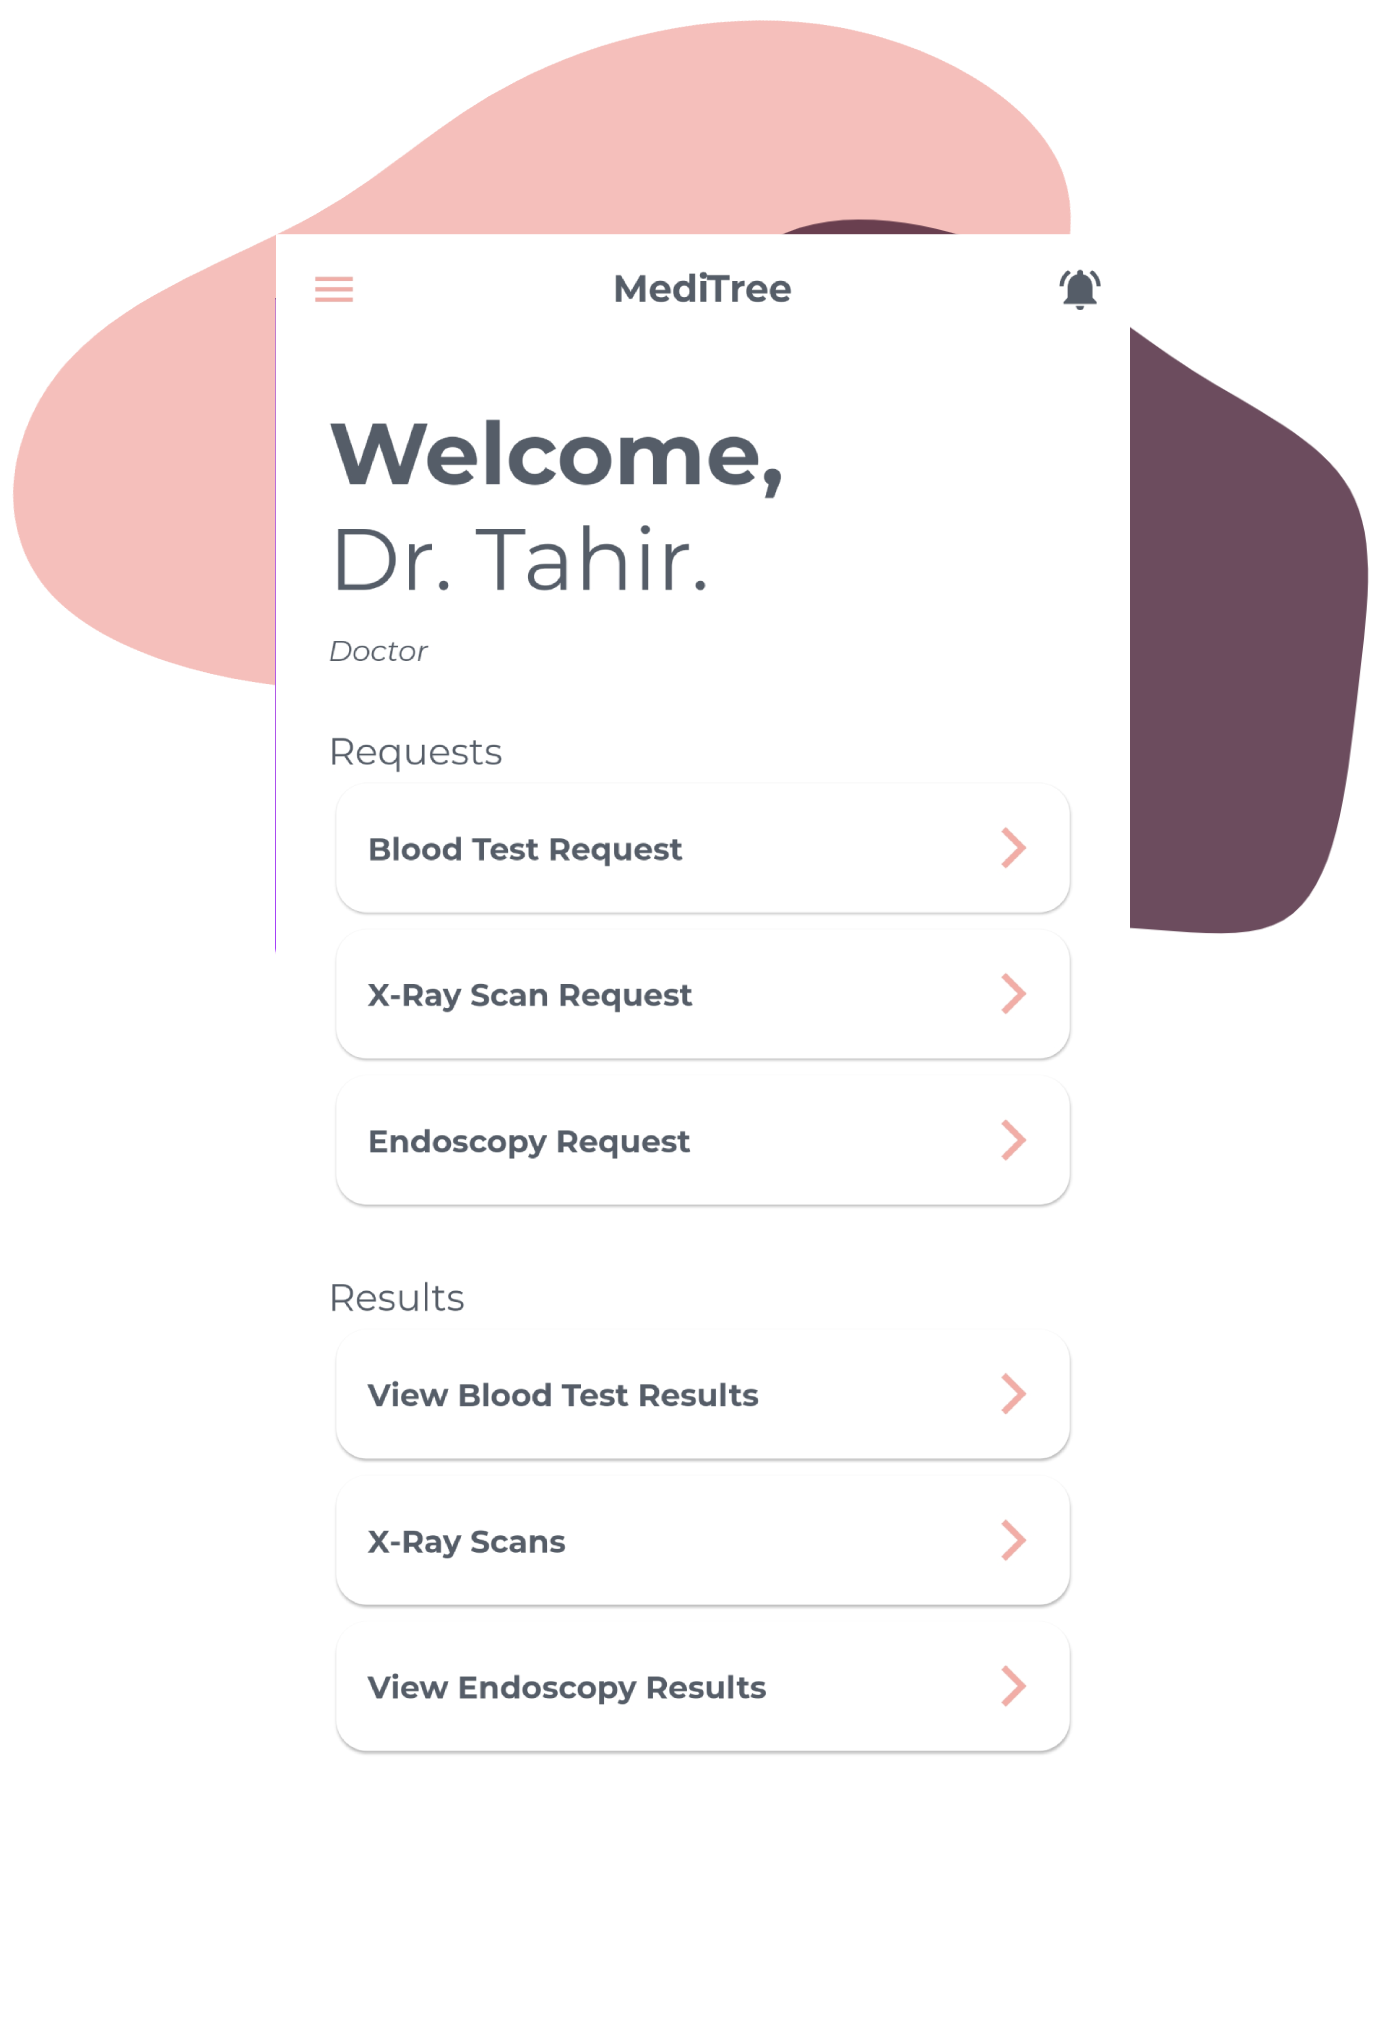 MediTree
Welcome,
Dr. Tahir.
Doctor
Requests
Blood Test Request
X-Ray Scan Request
Endoscopy Request
Results
View Blood Test Results
X-Ray Scans
View Endoscopy Results